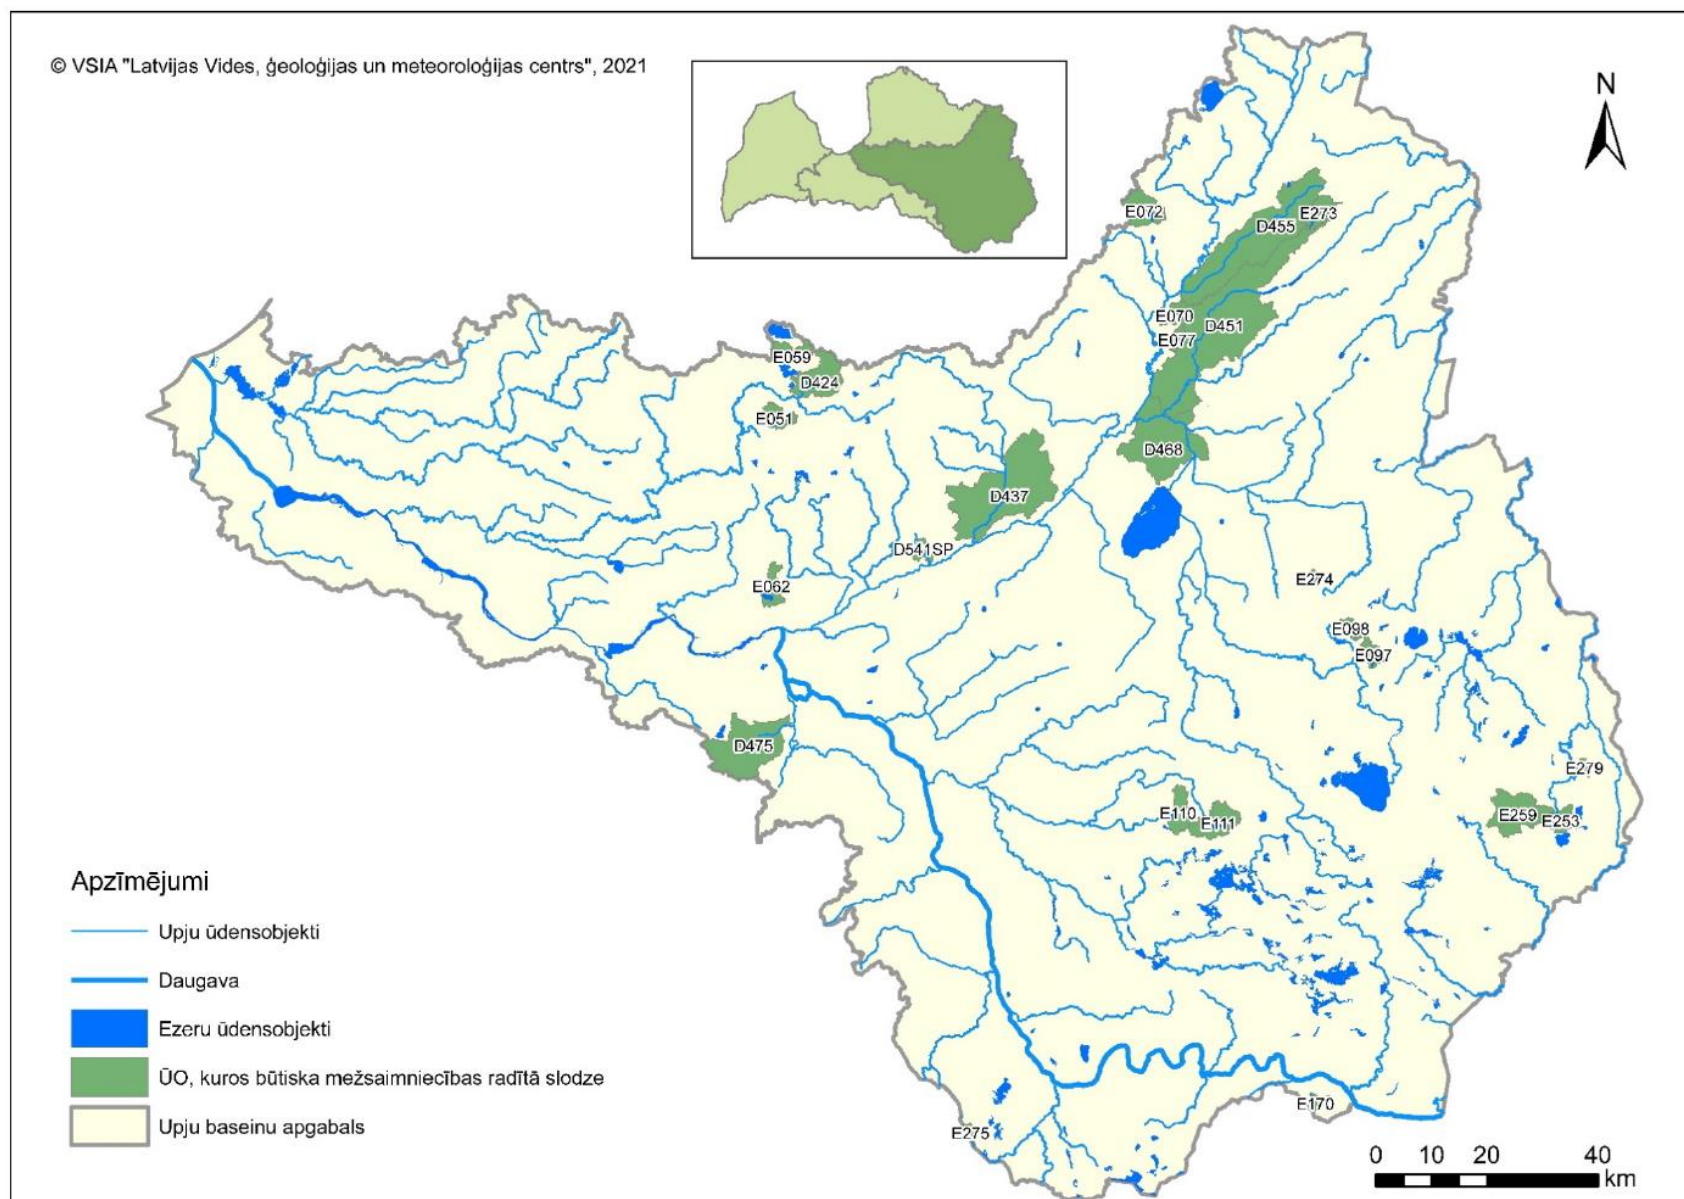 © VSIA "Latvijas Vides, ģeoloģijas un meteoroloģijas centrs", 2021
N
E072
E273
D455
E070
D451
E077
E059
D424
E051
D468
D437
D541SP
E274
E062
E098
E097
D475
E279
E110
E111
E259
E253
E170
E275
Apzīmējumi
Upju ūdensobjekti
Daugava
Ezeru ūdensobjekti
ŪO, kuros būtiska mežsaimniecības radītā slodze
Upju baseinu apgabals
0 10 20 40
km